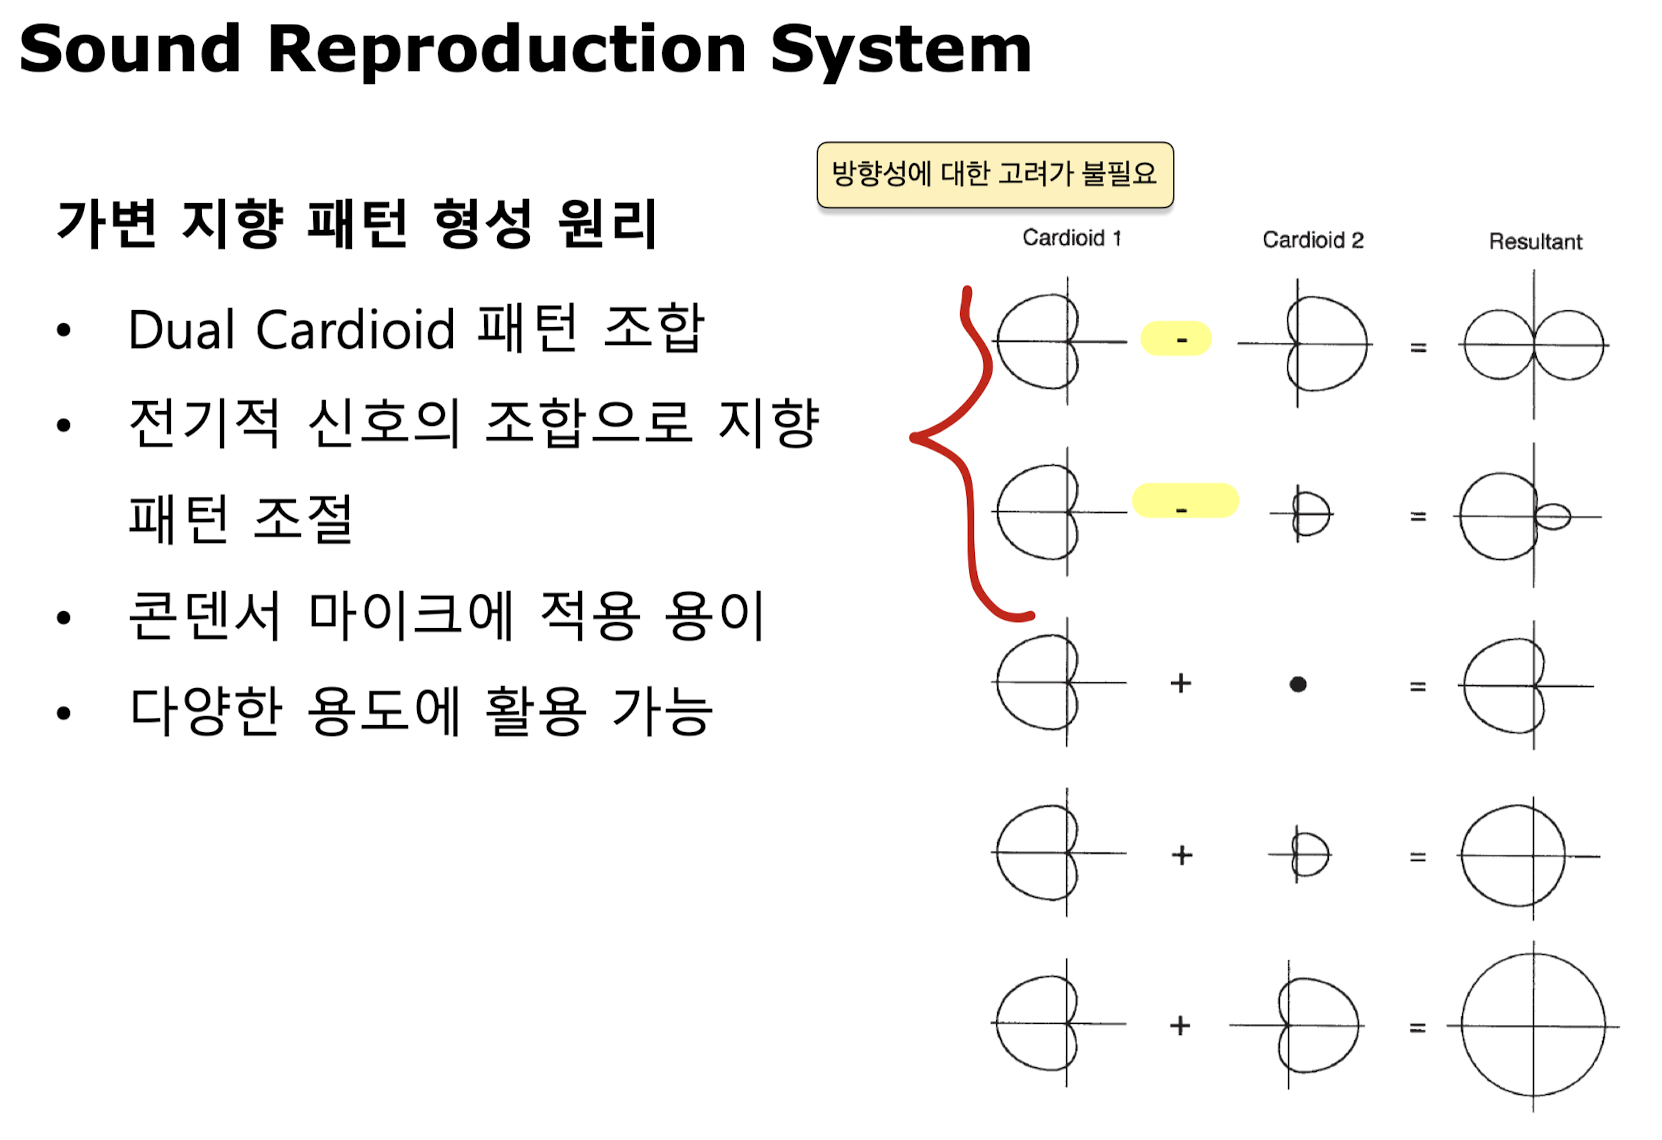 Sound Reproduction System
방향성에 대한 고려가 불필요
가변 지향 패턴 형성 원리
• Dual Cardioid 패턴 조합
• 전기적 신호의 조합으로 지향
패턴 조절
• 콘덴서 마이크에 적용 용이
• 다양한 용도에 활용 가능
Cardioid 1 Cardioid 2 Resultant
- =
- =
+ =
+ =
+ =